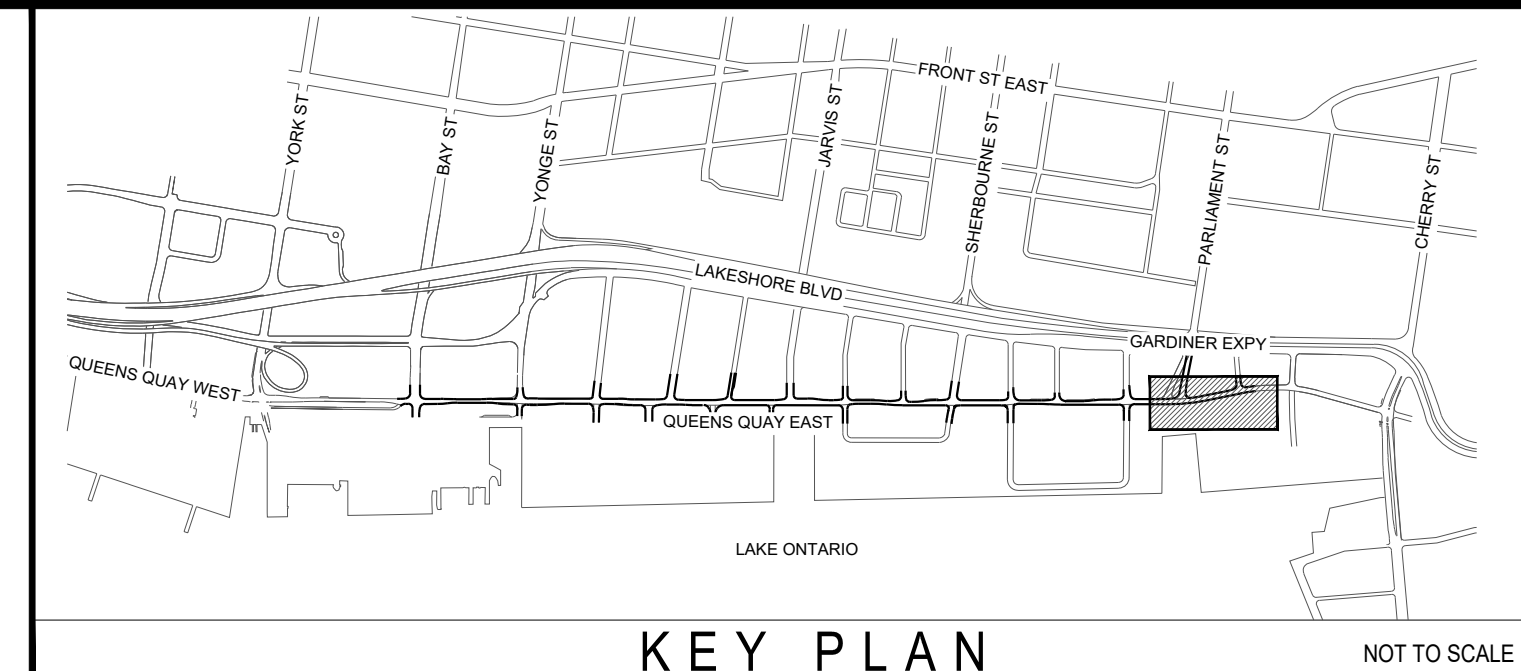 FRONT ST EAST
YORK ST
BAY ST
YONGE ST
JARVIS ST
SHERBOURNE ST
PARLIAMENT ST
CHERRY ST
LAKESHORE BLVD
GARDINER EXPY
QUEENS QUAY WEST
QUEENS QUAY EAST
LAKE ONTARIO
KEY PLAN
NOT TO SCALE